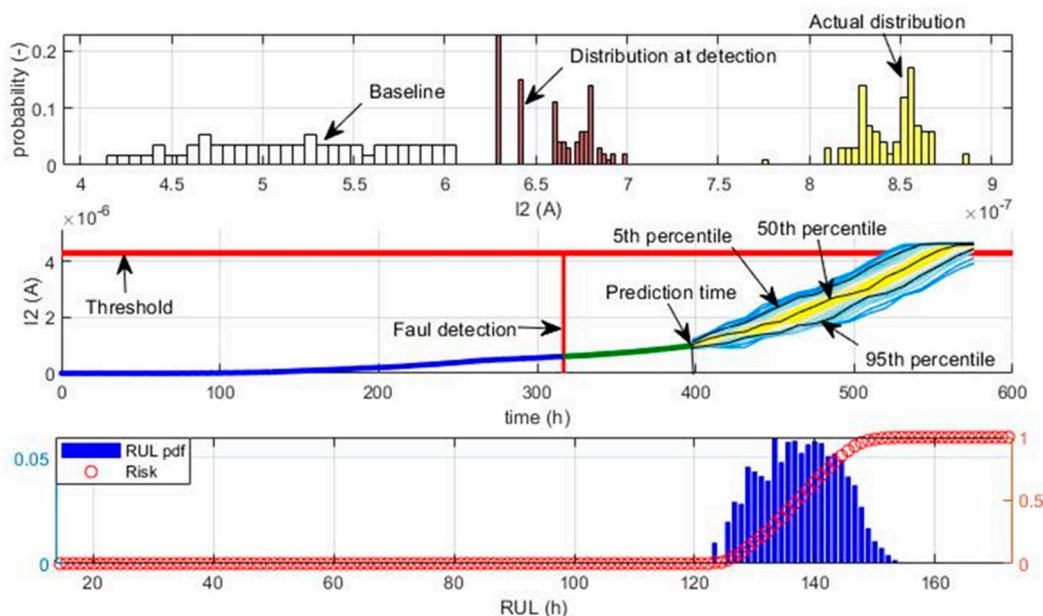 Actual distribution
Distribution at detection
Baseline
probability (-)
0.2
0.1
0
4 4.5 5 5.5 6 6.5 7 7.5 8 8.5 9
I2 (A)
×10⁻⁷
×10⁻⁶
50th percentile
5th percentile
Threshold
Prediction time
Faul detection
95th percentile
I2 (A)
4
2
0
0 100 200 300 400 500 600
time (h)
RUL pdf
Risk
0.05
0
1
0.5
0
20 40 60 80 100 120 140 160
RUL (h)